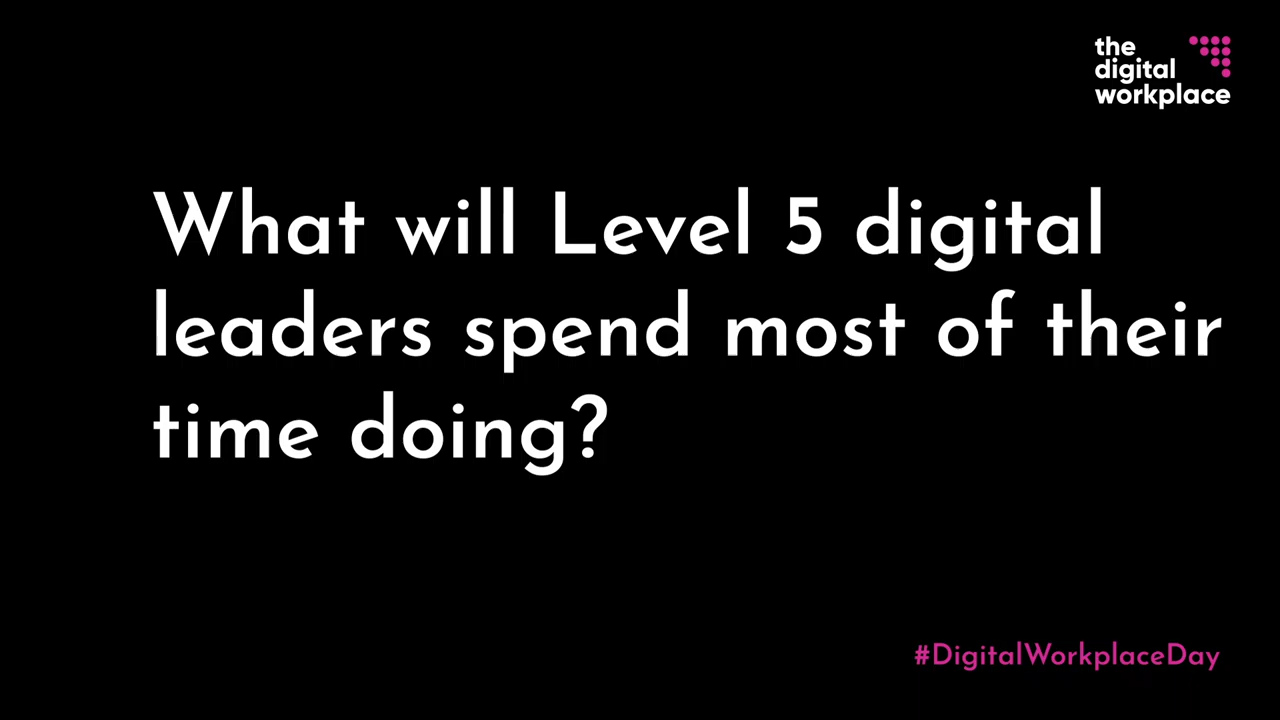 the
digital
workplace
What will Level 5 digital
leaders spend most of their
time doing?
#DigitalWorkplaceDay